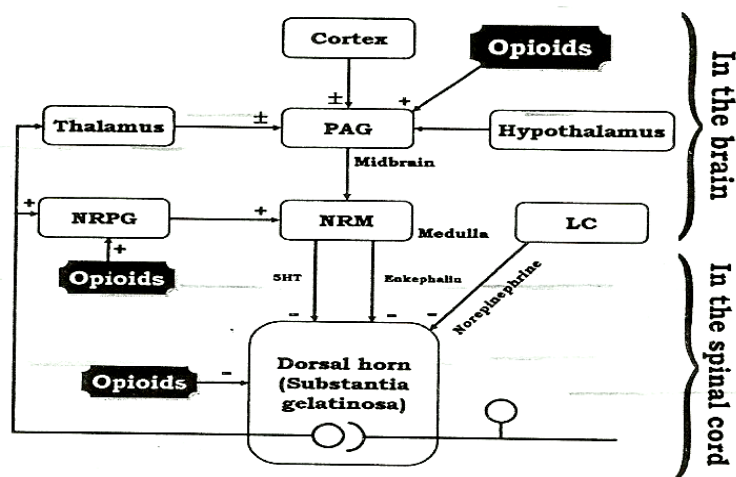 Cortex
Opioids
±
+
Thalamus
±
PAG
Hypothalamus
Midbrain
In the brain
+
NRPG
+
NRM
Medulla
LC
+
Opioids
5HT
Enkephalin
Norepinephrine
-
-
-
In the spinal cord
Dorsal horn
(Substantia
gelatinosa)
Opioids
-